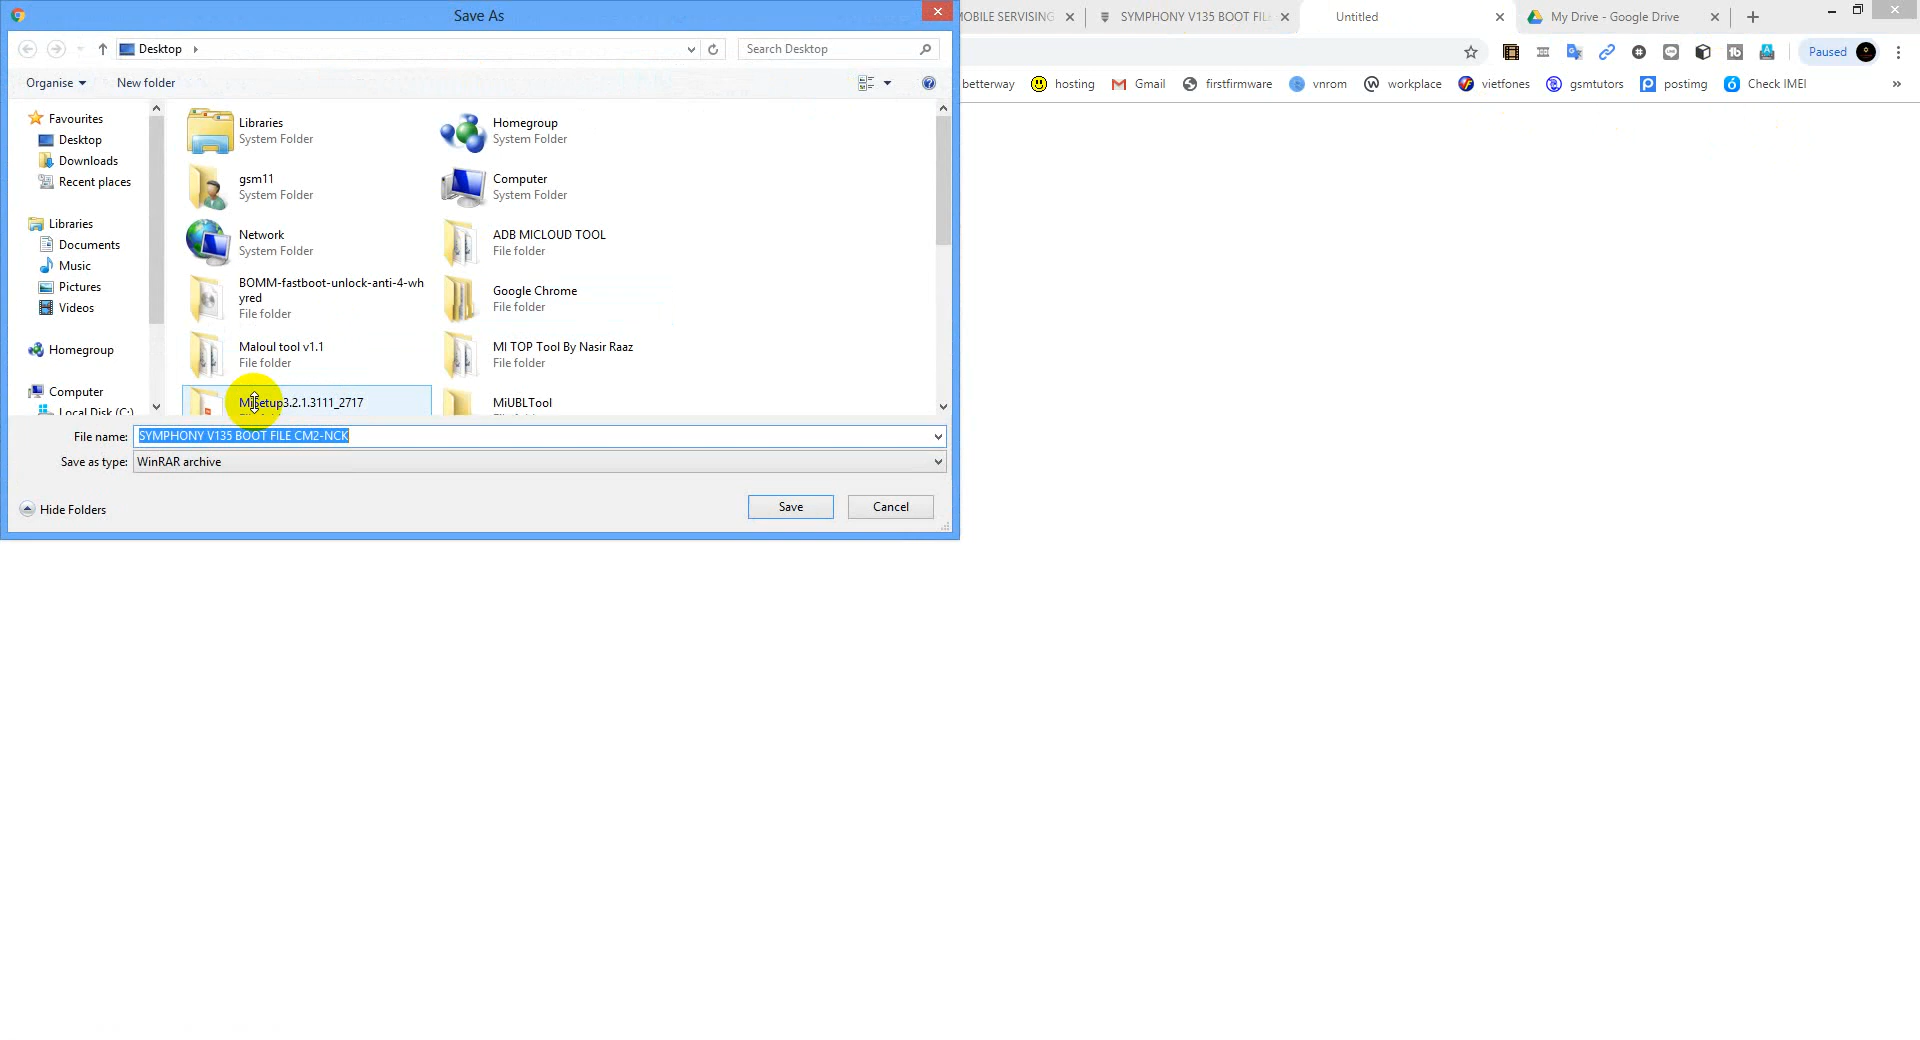 Save As
MOBILE SERVISING
SYMPHONY V135 BOOT FIL
Untitled
My Drive - Google Drive
Desktop
Search Desktop
Paused
Organise
New folder
betterway
hosting
Gmail
firstfirmware
vnrom
workplace
vietfones
gsmtutors
postimg
Check IMEI
»
Favourites
Desktop
Downloads
Recent places
Libraries
Documents
Music
Pictures
Videos
Homegroup
Computer
Local Disk (C:)
Libraries
System Folder
Homegroup
System Folder
gsm11
System Folder
Computer
System Folder
Network
System Folder
ADB MICLOUD TOOL
File folder
BOMM-fastboot-unlock-anti-4-wh
yred
File folder
Google Chrome
File folder
Maloul tool v1.1
File folder
MI TOP Tool By Nasir Raaz
File folder
MiUBLTool
File name:
SYMPHONY V135 BOOT FILE CM2-NCK
Save as type:
WinRAR archive
Hide Folders
Save
Cancel